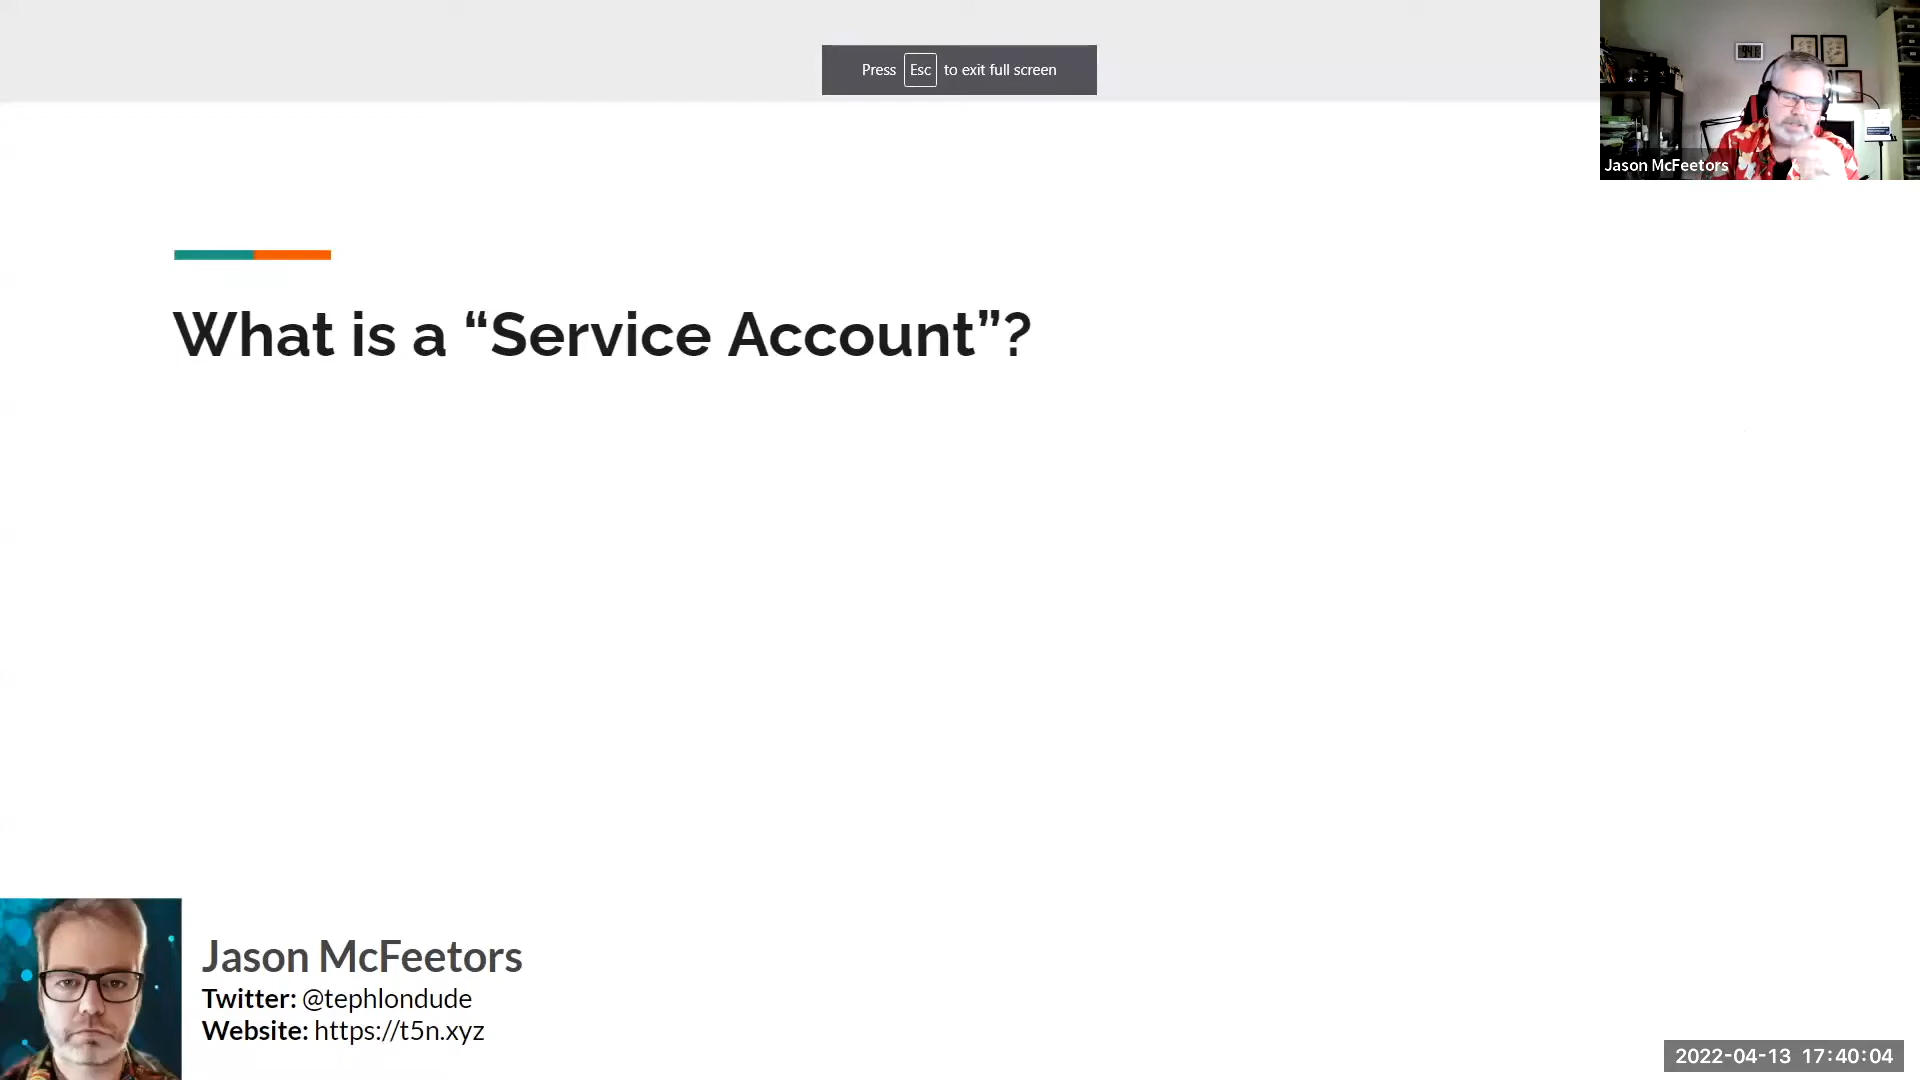 Press Esc to exit full screen
Jason McFeetors
What is a “Service Account”?
Jason McFeetors
Twitter: @tephlondude
Website: https://t5n.xyz
2022-04-13 17:40:04